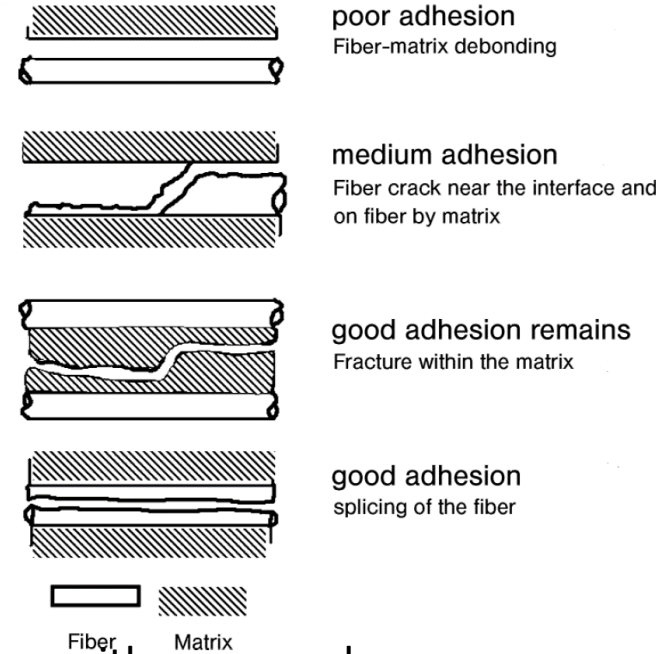 poor adhesion
Fiber-matrix debonding
medium adhesion
Fiber crack near the interface and
on fiber by matrix
good adhesion remains
Fracture within the matrix
good adhesion
splicing of the fiber
Fiber Matrix